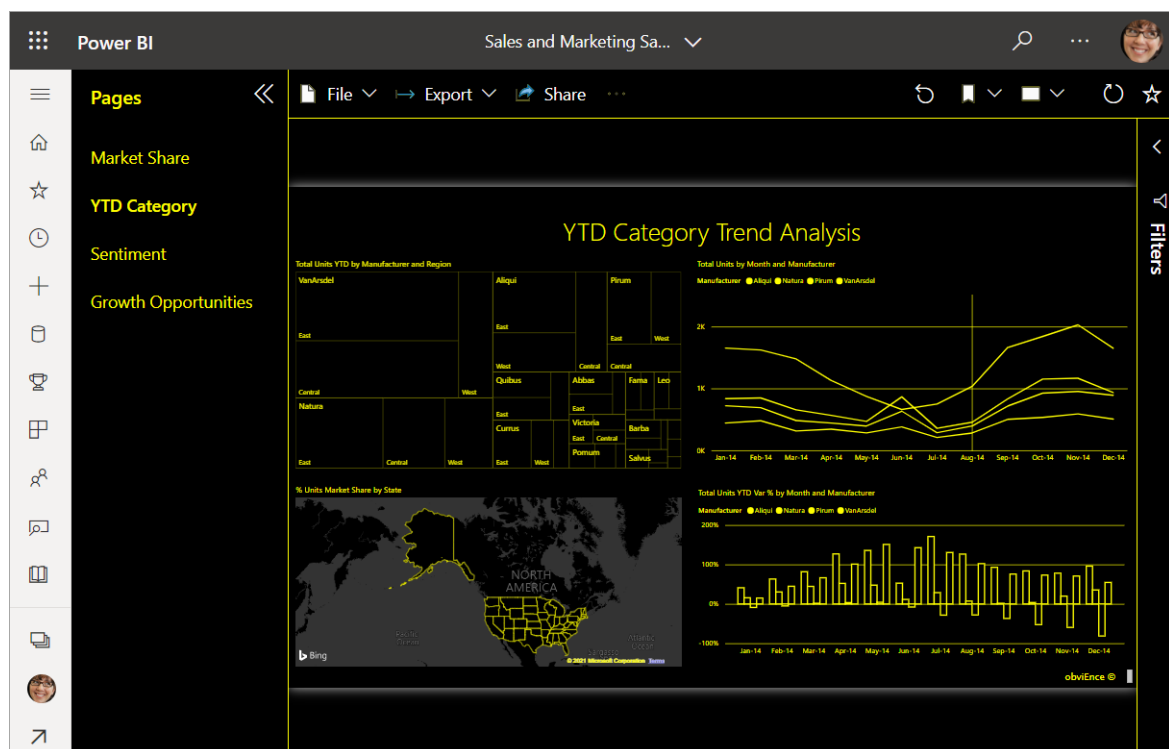 Power BI
Sales and Marketing Sa...
Pages
File
Export
Share
Market Share
YTD Category
Sentiment
Growth Opportunities
Filters
YTD Category Trend Analysis
Total Units YTD by Manufacturer and Region
VanArsdel
East
Central
West
Natura
East
Central
West
Aliqui
East
West
Central
Pirum
East
West
Central
Quibus
East
Currus
East
West
Abbas
East
Victoria
East
Central
Pomum
Fama
Leo
Barba
Salvus
Total Units by Month and Manufacturer
Manufacturer Aliqui Natura Pirum VanArsdel
2K
1K
0K
Jan-14 Feb-14 Mar-14 Apr-14 May-14 Jun-14 Jul-14 Aug-14 Sep-14 Oct-14 Nov-14 Dec-14
% Units Market Share by State
NORTH
AMERICA
Pacific
Ocean
Atlantic
Ocean
Bing
© 2021 Microsoft Corporation Terms
Total Units YTD Var % by Month and Manufacturer
Manufacturer Aliqui Natura Pirum VanArsdel
200%
100%
0%
-100%
Jan-14 Feb-14 Mar-14 Apr-14 May-14 Jun-14 Jul-14 Aug-14 Sep-14 Oct-14 Nov-14 Dec-14
obviEnce ©